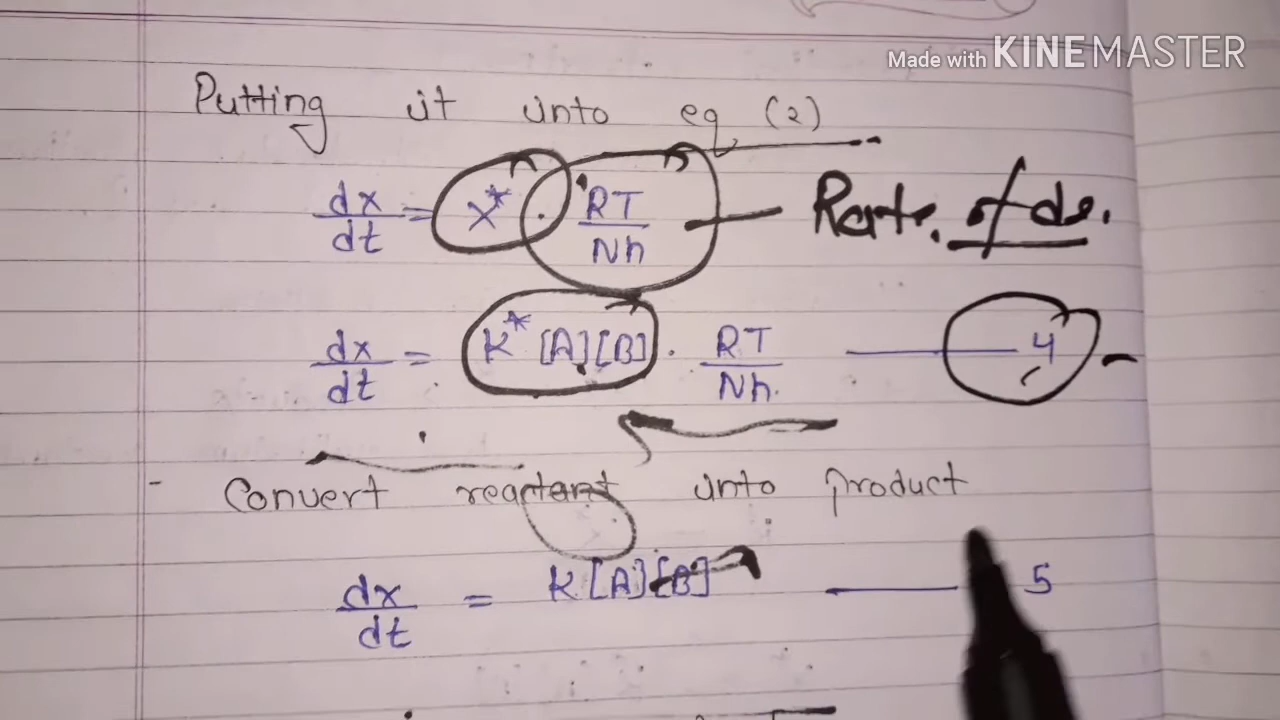 Made with KINEMASTER
Putting it into eq (2)
dx/dt = X* · RT/Nh — Rate. of de.
dx/dt = K* [A][B] · RT/Nh. — 4
- Convert reactant into product
dx/dt = K[A][B] — 5